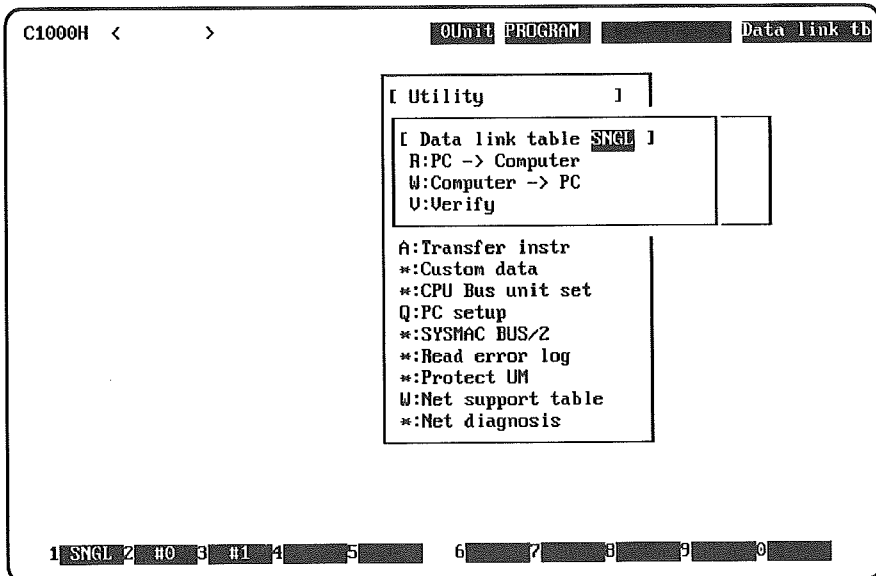 C1000H < > 0Unit PROGRAM Data link tb
[ Utility ]
[ Data link table SNGL ]
R:PC -> Computer
W:Computer -> PC
V:Verify
A:Transfer instr
*:Custom data
*:CPU Bus unit set
Q:PC setup
*:SYSMAC BUS/2
*:Read error log
*:Protect UM
W:Net support table
*:Net diagnosis
1 SNGL 2 #0 3 #1 4 5 6 7 8 9 0